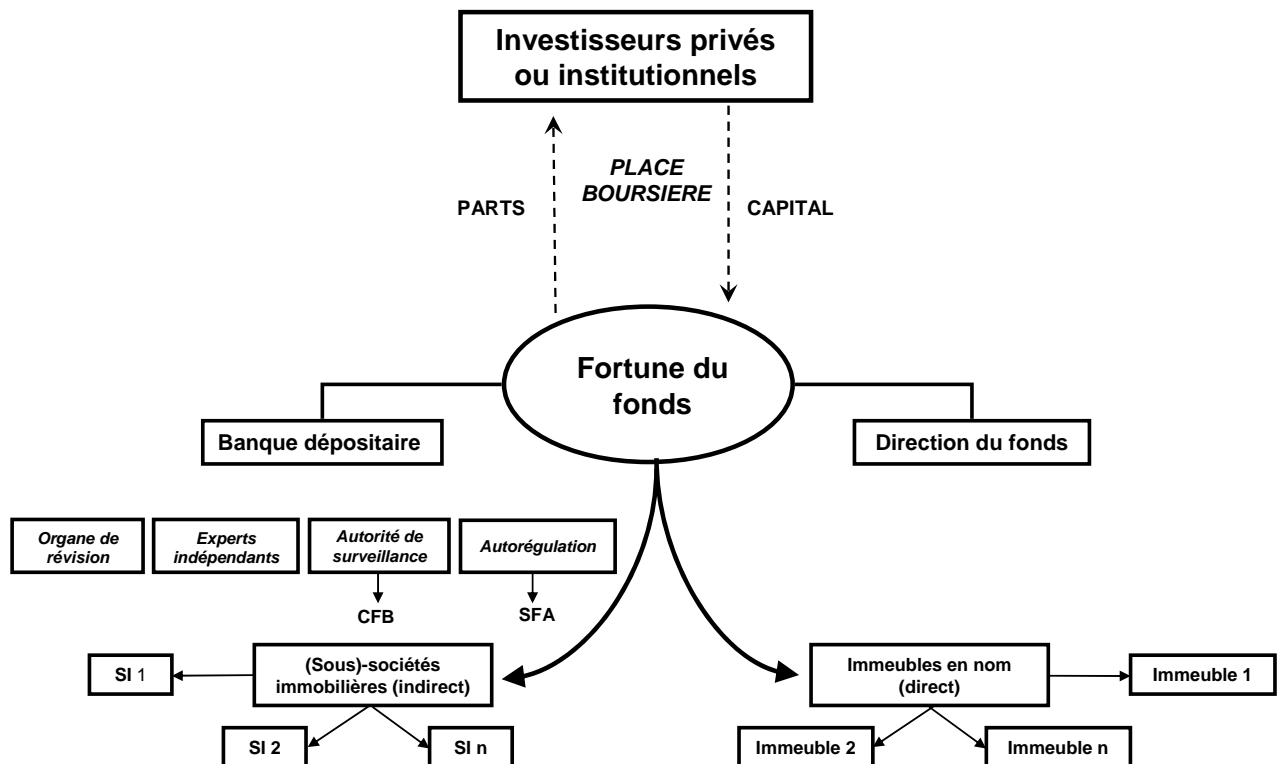 Investisseurs privés
ou institutionnels
PLACE
BOURSIERE
PARTS
CAPITAL
Fortune du
fonds
Banque dépositaire
Direction du fonds
Organe de
révision
Experts
indépendants
Autorité de
surveillance
Autorégulation
CFB
SFA
SI 1
(Sous)-sociétés
immobilières (indirect)
Immeubles en nom
(direct)
Immeuble 1
SI 2
SI n
Immeuble 2
Immeuble n